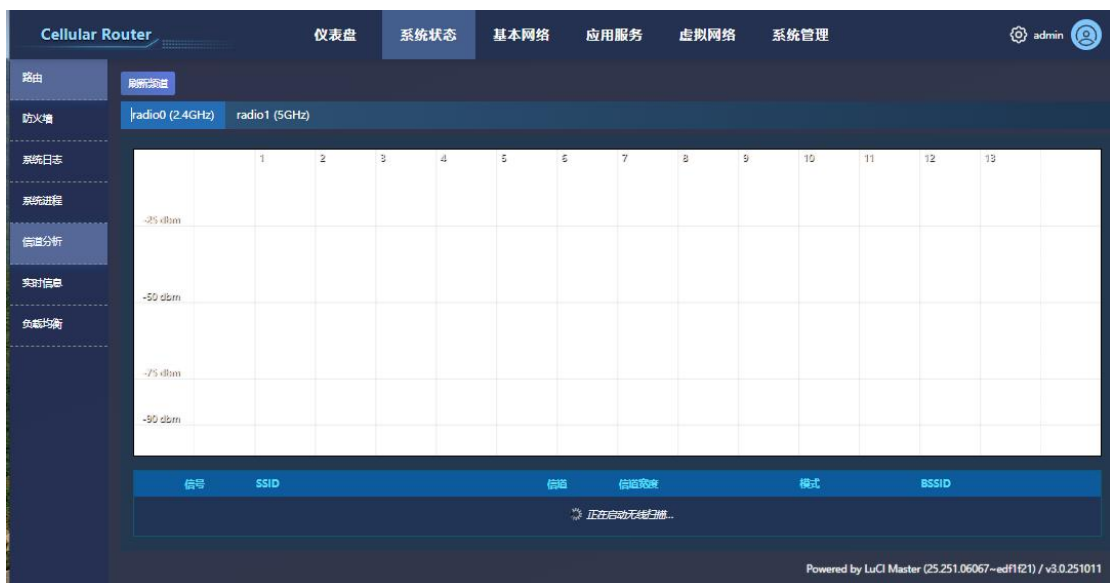 Cellular Router 仪表盘 系统状态 基本网络 应用服务 虚拟网络 系统管理 admin
路由
刷新频道
防火墙
radio0 (2.4GHz) radio1 (5GHz)
系统日志
1 2 3 4 5 6 7 8 9 10 11 12 13
系统进程
-25 dbm
信道分析
实时信息
-50 dbm
负载均衡
-75 dbm
-90 dbm
信号 SSID 信道 信道宽度 模式 BSSID
正在启动无线扫描...
Powered by LuCI Master (25.251.06067~edf1f21) / v3.0.251011